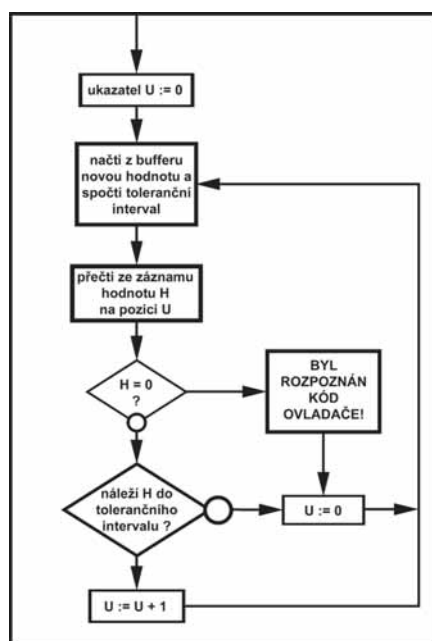 ukazatel U := 0
načti z bufferu
novou hodnotu a
spočti toleranční
interval
přečti ze záznamu
hodnotu H
na pozici U
H = 0
?
BYL
ROZPOZNÁN
KÓD
OVLADAČE!
náleží H do
tolerančního
intervalu ?
U := 0
U := U + 1